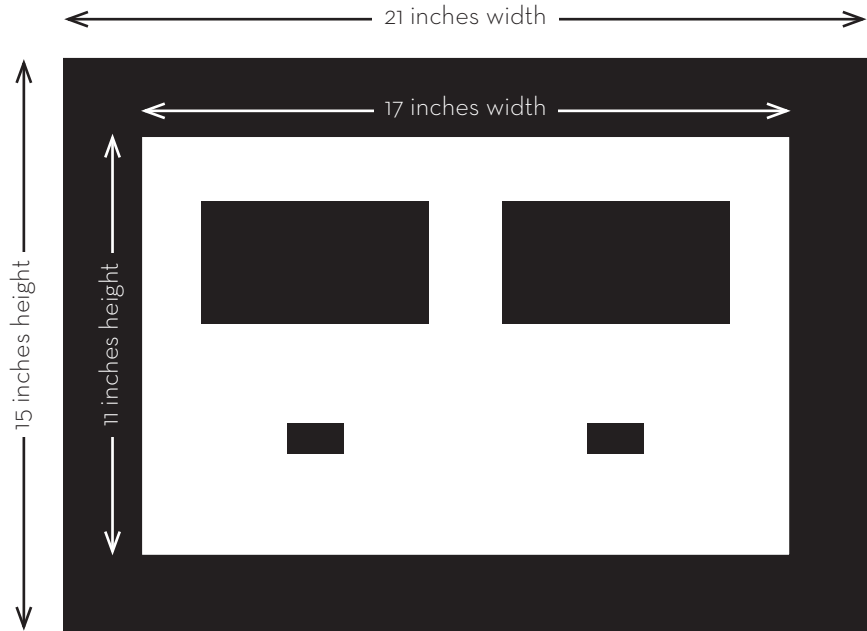 21 inches width
17 inches width
15 inches height
11 inches height